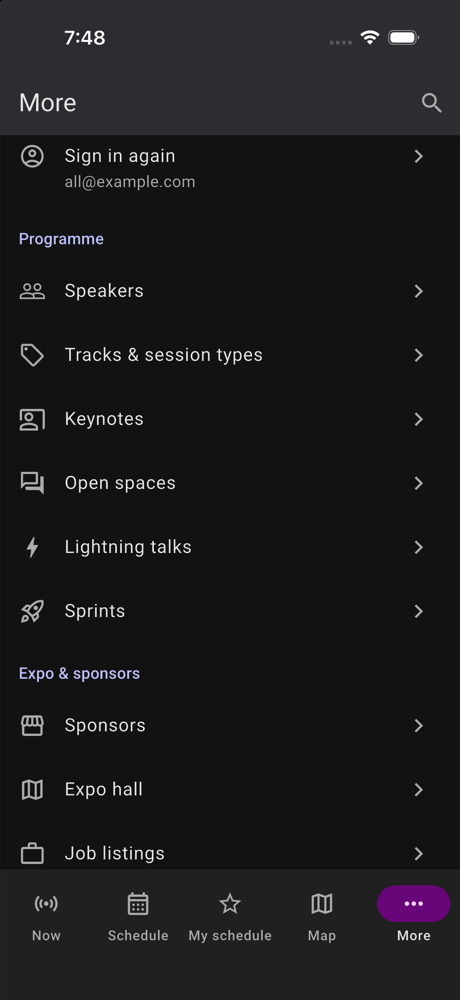 7:48
More
Sign in again
all@example.com
Programme
Speakers
Tracks & session types
Keynotes
Open spaces
Lightning talks
Sprints
Expo & sponsors
Sponsors
Expo hall
Job listings
Now
Schedule
My schedule
Map
More